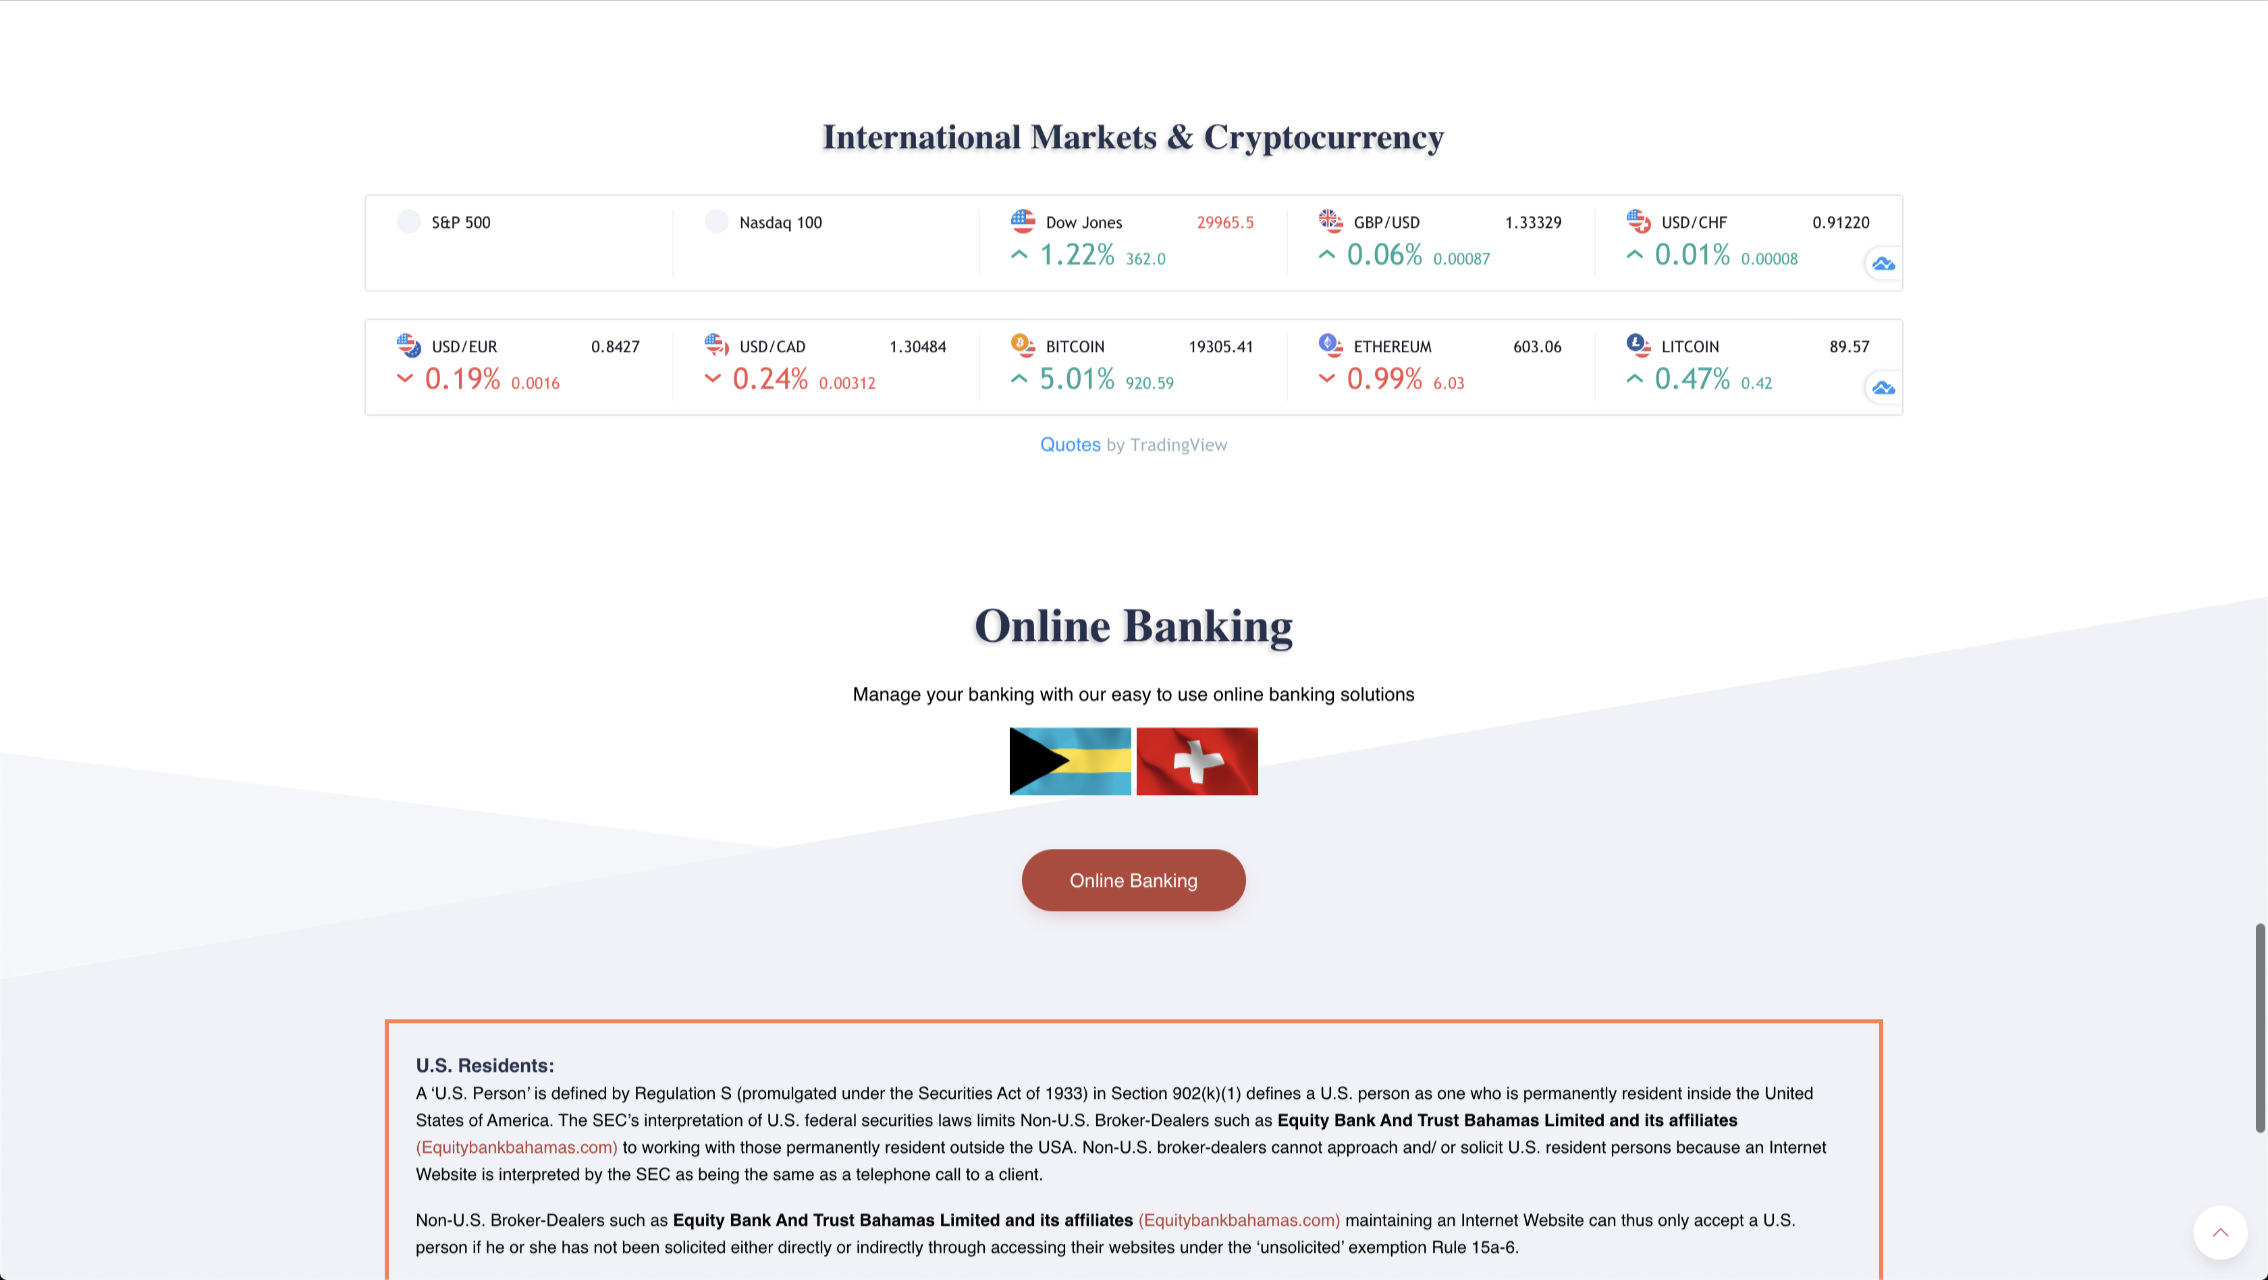 International Markets & Cryptocurrency
S&P 500
Nasdaq 100
Dow Jones 29965.5
1.22% 362.0
GBP/USD 1.33329
0.06% 0.00087
USD/CHF 0.91220
0.01% 0.00008
USD/EUR 0.8427
0.19% 0.0016
USD/CAD 1.30484
0.24% 0.00312
BITCOIN 19305.41
5.01% 920.59
ETHEREUM 603.06
0.99% 6.03
LITCOIN 89.57
0.47% 0.42
Quotes by TradingView
Online Banking
Manage your banking with our easy to use online banking solutions
Online Banking
U.S. Residents:
A ‘U.S. Person’ is defined by Regulation S (promulgated under the Securities Act of 1933) in Section 902(k)(1) defines a U.S. person as one who is permanently resident inside the United
States of America. The SEC’s interpretation of U.S. federal securities laws limits Non-U.S. Broker-Dealers such as Equity Bank And Trust Bahamas Limited and its affiliates
(Equitybankbahamas.com) to working with those permanently resident outside the USA. Non-U.S. broker-dealers cannot approach and/ or solicit U.S. resident persons because an Internet
Website is interpreted by the SEC as being the same as a telephone call to a client.
Non-U.S. Broker-Dealers such as Equity Bank And Trust Bahamas Limited and its affiliates (Equitybankbahamas.com) maintaining an Internet Website can thus only accept a U.S.
person if he or she has not been solicited either directly or indirectly through accessing their websites under the ‘unsolicited’ exemption Rule 15a-6.